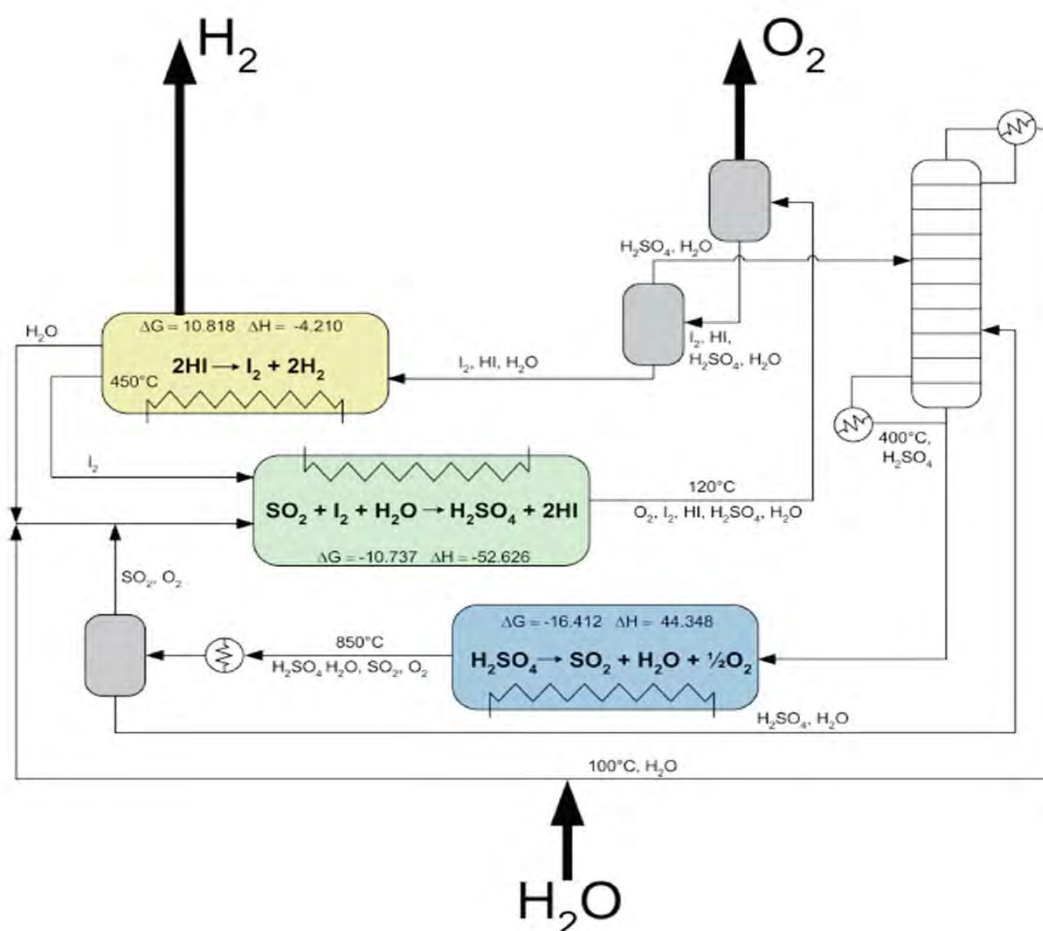 H₂
O₂
H₂SO₄, H₂O
H₂O
ΔG = 10.818 ΔH = -4.210
2HI → I₂ + 2H₂
450°C
I₂, HI, H₂O
I₂, HI,
H₂SO₄, H₂O
400°C,
H₂SO₄
I₂
SO₂ + I₂ + H₂O → H₂SO₄ + 2HI
ΔG = -10.737 ΔH = -52.626
120°C
O₂, I₂, HI, H₂SO₄, H₂O
SO₂, O₂
850°C
H₂SO₄ H₂O, SO₂, O₂
ΔG = -16.412 ΔH = 44.348
H₂SO₄ → SO₂ + H₂O + ½O₂
H₂SO₄, H₂O
100°C, H₂O
H₂O